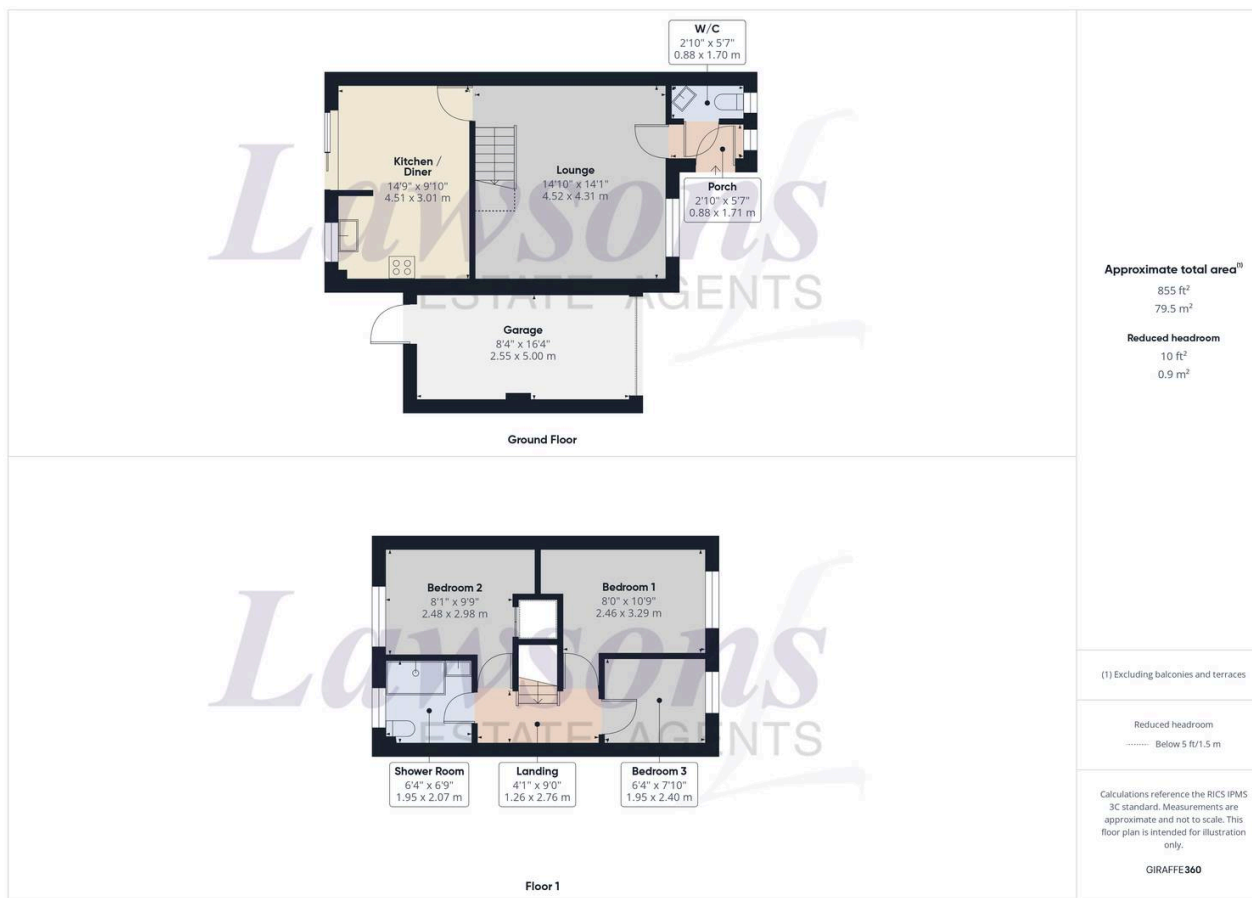 W/C
2'10" x 5'7"
0.88 x 1.70 m
Kitchen /
Diner
14'9" x 9'10"
4.51 x 3.01 m
Lounge
14'10" x 14'1"
4.52 x 4.31 m
Porch
2'10" x 5'7"
0.88 x 1.71 m
Garage
8'4" x 16'4"
2.55 x 5.00 m
Lawsons
ESTATE AGENTS
Ground Floor
Bedroom 2
8'1" x 9'9"
2.48 x 2.98 m
Bedroom 1
8'0" x 10'9"
2.46 x 3.29 m
Lawsons
ESTATE AGENTS
Shower Room
6'4" x 6'9"
1.95 x 2.07 m
Landing
4'1" x 9'0"
1.26 x 2.76 m
Bedroom 3
6'4" x 7'10"
1.95 x 2.40 m
Floor 1
Approximate total area(1)
855 ft²
79.5 m²
Reduced headroom
10 ft²
0.9 m²
(1) Excluding balconies and terraces
Reduced headroom
Below 5 ft/1.5 m
Calculations reference the RICS IPMS
3C standard. Measurements are
approximate and not to scale. This
floor plan is intended for illustration
only.
GIRAFFE360